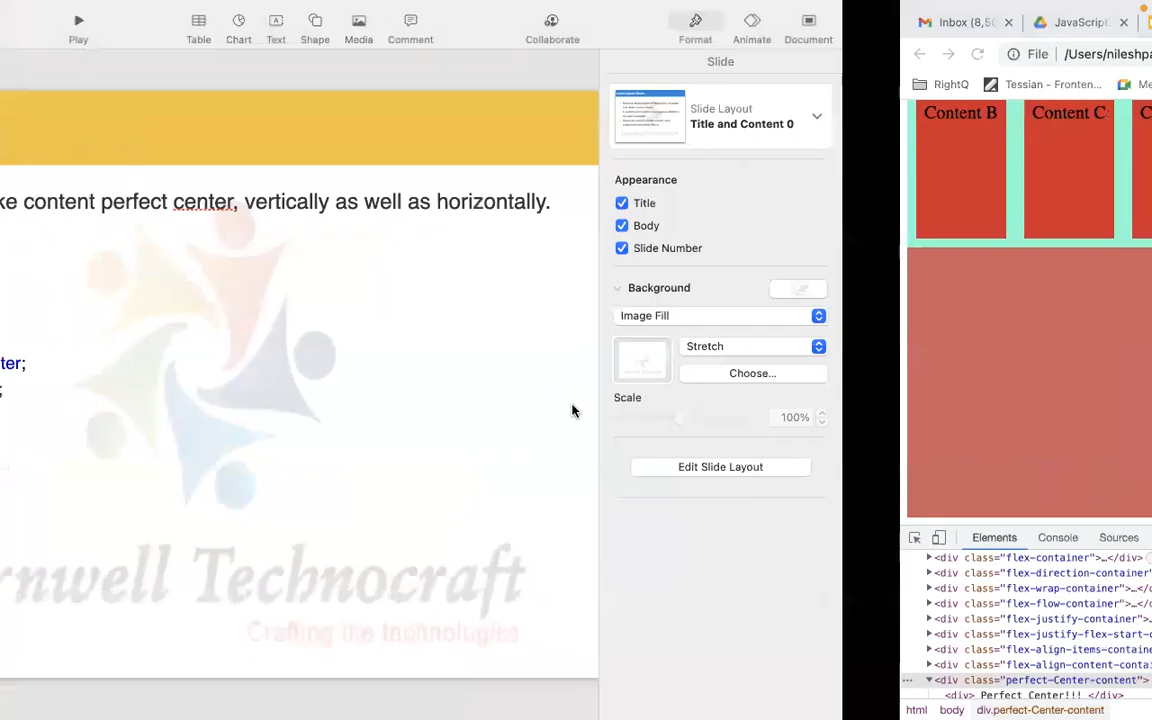 Play
Table
Chart
Text
Shape
Media
Comment
Collaborate
Format
Animate
Document
Slide
Slide Layout
Title and Content 0
Appearance
Title
Body
Slide Number
Background
Image Fill
Stretch
Choose...
Scale
100%
Edit Slide Layout
ke content perfect center, vertically as well as horizontally.
ter;
;
rnwell Technocraft
Crafting the technologies
Inbox (8,50
JavaScript
File /Users/nileshpa
RightQ
Tessian - Fronten...
Me
Content B
Content C
C
Elements
Console
Sources
<div class="flex-container">…</div>
<div class="flex-direction-container"
<div class="flex-wrap-container">…</
<div class="flex-flow-container">…</
<div class="flex-justify-container">…
<div class="flex-justify-flex-start-c
<div class="flex-align-items-containe
<div class="flex-align-content-contai
<div class="perfect-Center-content">
<div> Perfect Center!!! </div>
html
body
div.perfect-Center-content